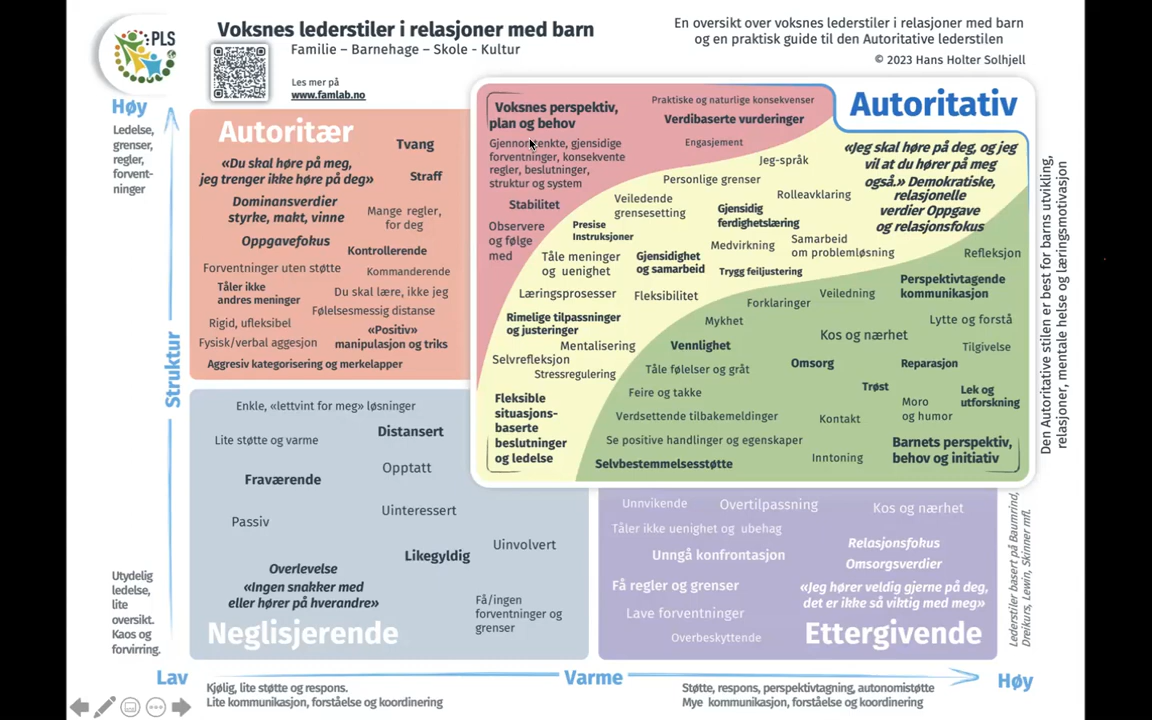 PLS
Voksnes lederstiler i relasjoner med barn
Familie – Barnehage – Skole - Kultur
Les mer på
www.famlab.no
En oversikt over voksnes lederstiler i relasjoner med barn
og en praktisk guide til den Autoritative lederstilen
© 2023 Hans Holter Solhjell
Høy
Ledelse,
grenser,
regler,
forvent-
ninger
Struktur
Utydelig
ledelse,
lite
oversikt.
Kaos og
forvirring.
Lav
Autoritær
«Du skal høre på meg,
jeg trenger ikke høre på deg»
Dominansverdier
styrke, makt, vinne
Oppgavefokus
Tvang
Straff
Mange regler,
for deg
Kontrollerende
Forventninger uten støtte
Kommanderende
Tåler ikke
andres meninger
Du skal lære, ikke jeg
Følelsesmessig distanse
Rigid, ufleksibel
«Positiv»
manipulasjon og triks
Fysisk/verbal aggresjon
Aggresiv kategorisering og merkelapper
Autoritativ
Voksnes perspektiv,
plan og behov
Gjennomtenkte, gjensidige
forventninger, konsekvente
regler, beslutninger,
struktur og system
Stabilitet
Observere
og følge
med
Praktiske og naturlige konsekvenser
Verdibaserte vurderinger
Engasjement
«Jeg skal høre på deg, og jeg
vil at du hører på meg
også.» Demokratiske,
relasjonelle
verdier Oppgave
og relasjonsfokus
Jeg-språk
Personlige grenser
Rolleavklaring
Veiledende
grensesetting
Gjensidig
ferdighetslæring
Presise
Instruksjoner
Medvirkning
Samarbeid
om problemløsning
Tåle meninger
og uenighet
Gjensidighet
og samarbeid
Trygg feiljustering
Læringsprosesser
Fleksibilitet
Rimelige tilpassninger
og justeringer
Mentalisering
Selvrefleksjon
Stressregulering
Fleksible
situasjons-
baserte
beslutninger
og ledelse
Refleksjon
Perspektivtagende
kommunikasjon
Forklaringer
Veiledning
Mykhet
Kos og nærhet
Lytte og forstå
Vennlighet
Tilgivelse
Tåle følelser og gråt
Omsorg
Reparasjon
Feire og takke
Trøst
Lek og
utforskning
Moro
og humor
Verdsettende tilbakemeldinger
Kontakt
Se positive handlinger og egenskaper
Barnets perspektiv,
behov og initiativ
Selvbestemmelsesstøtte
Inntoning
Den Autoritative stilen er best for barns utvikling,
relasjoner, mentale helse og læringsmotivasjon
Enkle, «lettvint for meg» løsninger
Lite støtte og varme
Distansert
Opptatt
Fraværende
Uinteressert
Passiv
Uinvolvert
Likegyldig
Overlevelse
«Ingen snakker med
eller hører på hverandre»
Få/ingen
forventninger og
grenser
Neglisjerende
Unnvikende
Overtilpassning
Kos og nærhet
Tåler ikke uenighet og ubehag
Relasjonsfokus
Omsorgsverdier
Unngå konfrontasjon
Få regler og grenser
«Jeg hører veldig gjerne på deg,
det er ikke så viktig med meg»
Lave forventninger
Overbeskyttende
Ettergivende
Lederstiler basert på Baumrind,
Dreikurs, Lewin, Skinner mfl.
Varme
Høy
Kjølig, lite støtte og respons.
Lite kommunikasjon, forståelse og koordinering
Støtte, respons, perspektivtagning, autonomistøtte
Mye kommunikasjon, forståelse og koordinering